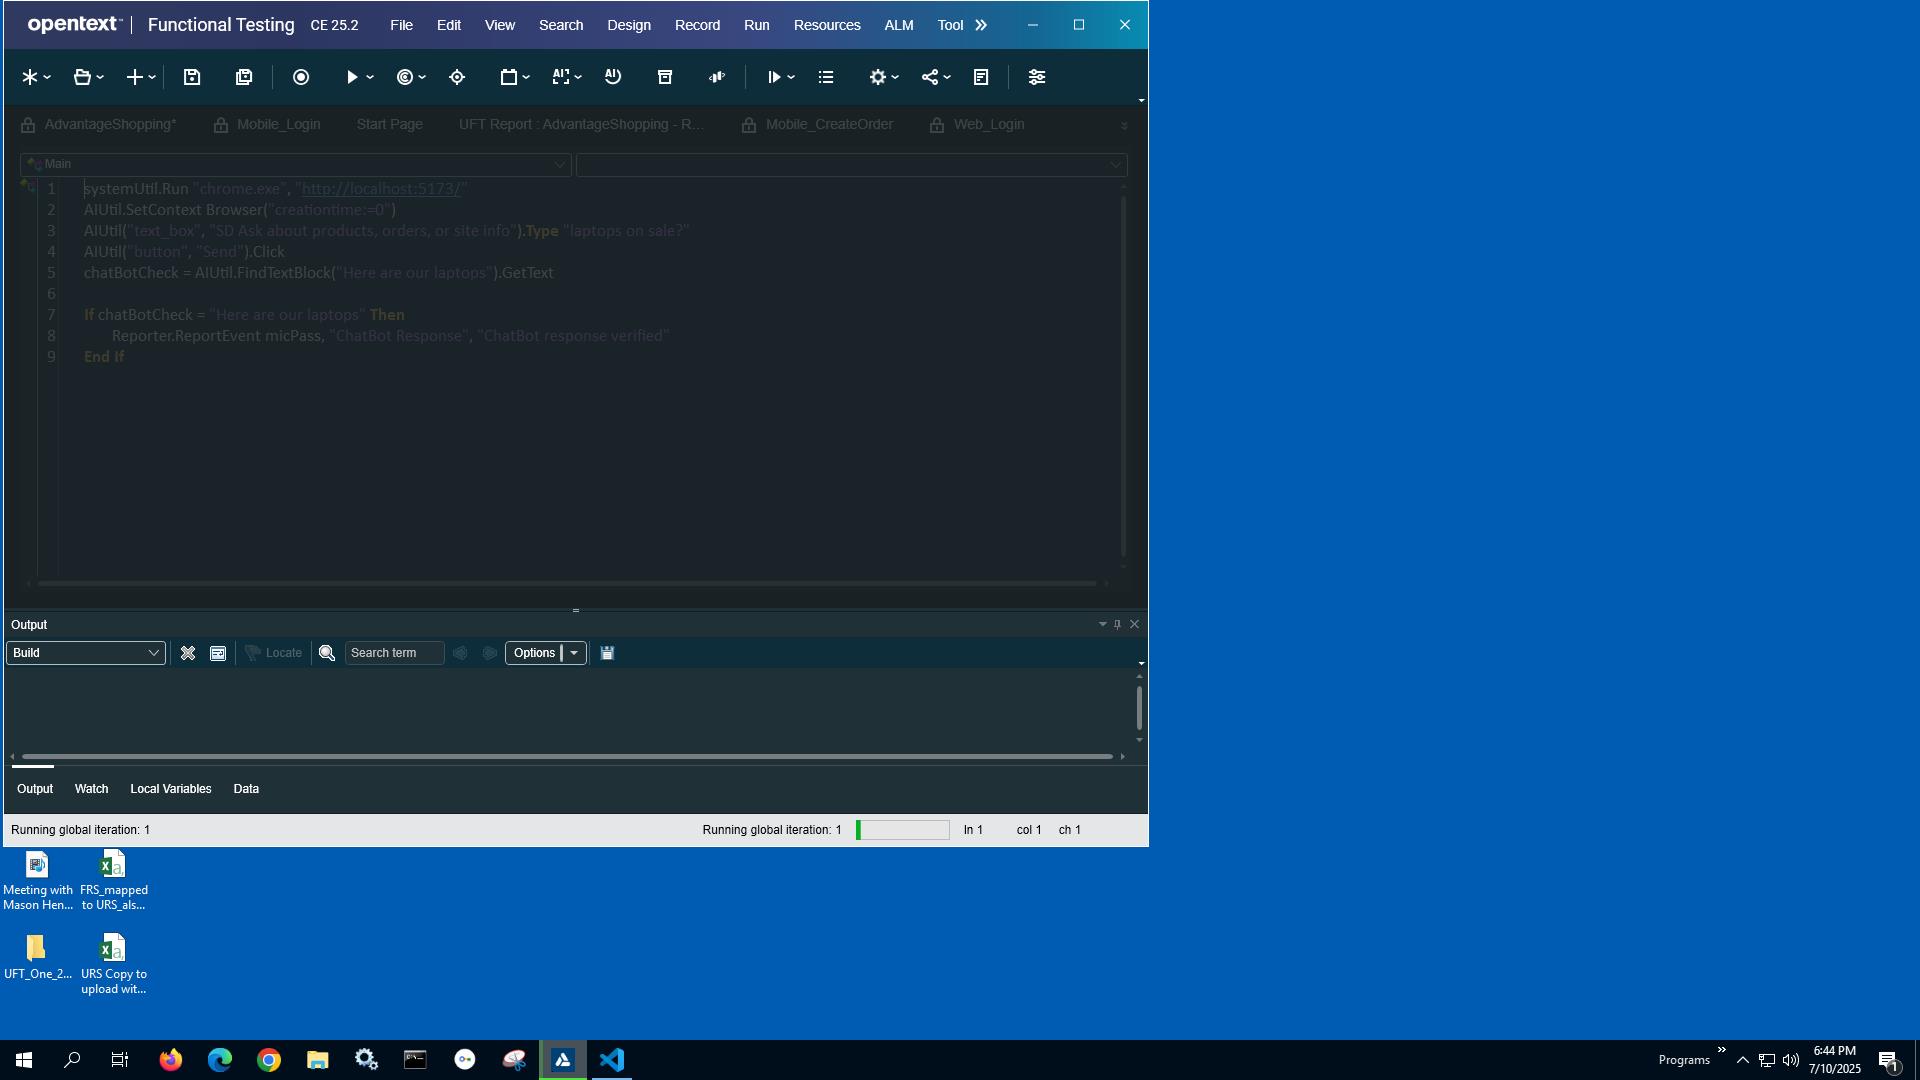 opentext™ | Functional Testing CE 25.2 File Edit View Search Design Record Run Resources ALM Tool
AI AI
AdvantageShopping* Mobile_Login Start Page UFT Report : AdvantageShopping - R... Mobile_CreateOrder Web_Login
Main
1 systemUtil.Run "chrome.exe", "http://localhost:5173/"
2 AIUtil.SetContext Browser("creationtime:=0")
3 AIUtil("text_box", "SD Ask about products, orders, or site info").Type "laptops on sale?"
4 AIUtil("button", "Send").Click
5 chatBotCheck = AIUtil.FindTextBlock("Here are our laptops").GetText
6
7 If chatBotCheck = "Here are our laptops" Then
8 Reporter.ReportEvent micPass, "ChatBot Response", "ChatBot response verified"
9 End If
Output
Build Locate Search term Options
Output Watch Local Variables Data
Running global iteration: 1 Running global iteration: 1 ln 1 col 1 ch 1
Meeting with Mason Hen...
FRS_mapped to URS_als...
UFT_One_2...
URS Copy to upload wit...
Programs
6:44 PM
7/10/2025
1